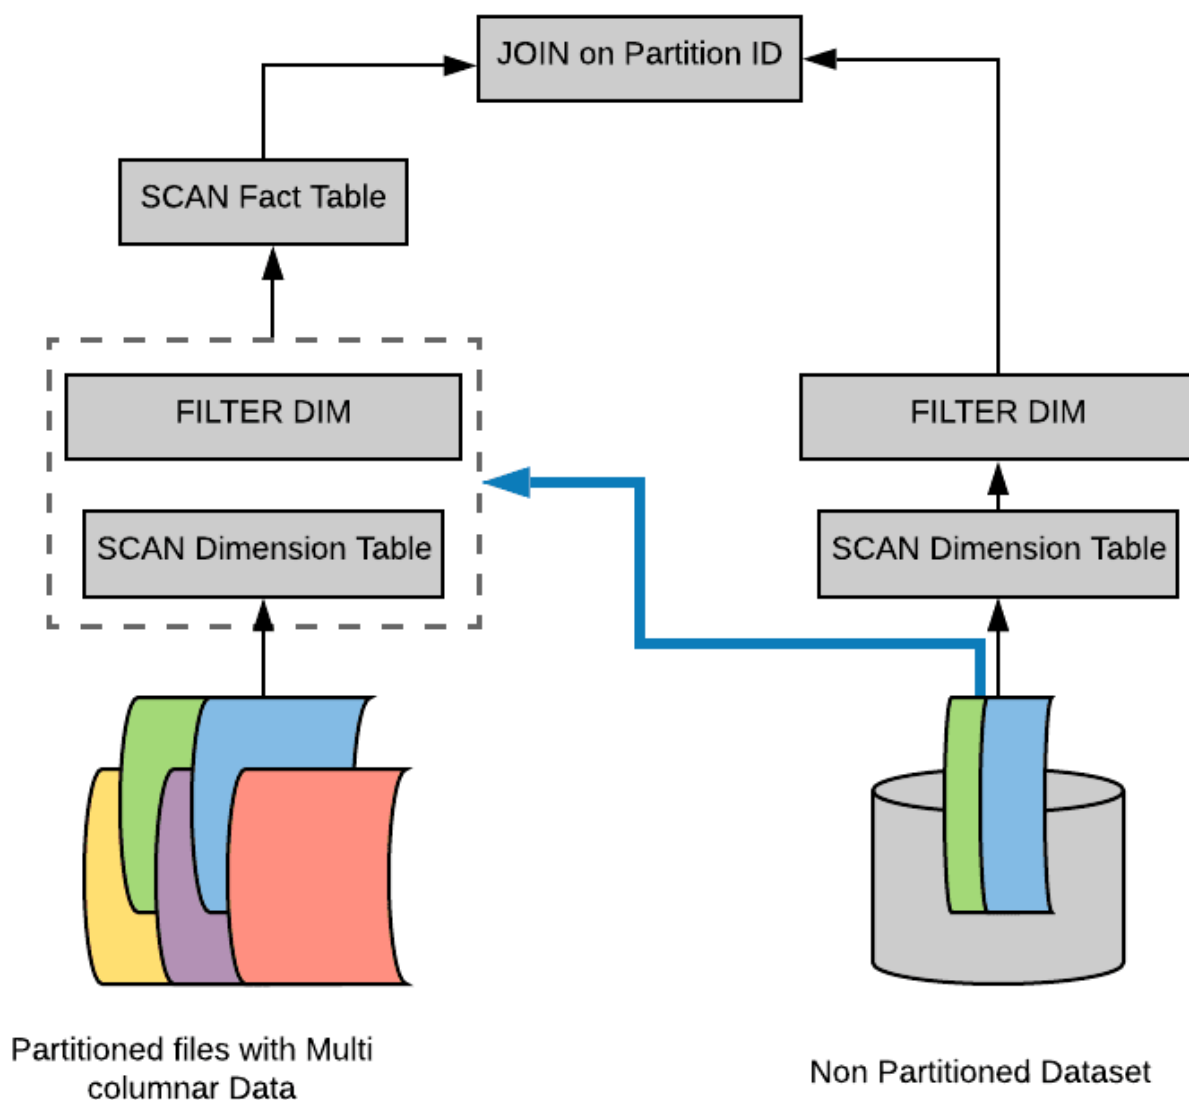 JOIN on Partition ID
SCAN Fact Table
FILTER DIM
FILTER DIM
SCAN Dimension Table
SCAN Dimension Table
Partitioned files with Multi
columnar Data
Non Partitioned Dataset